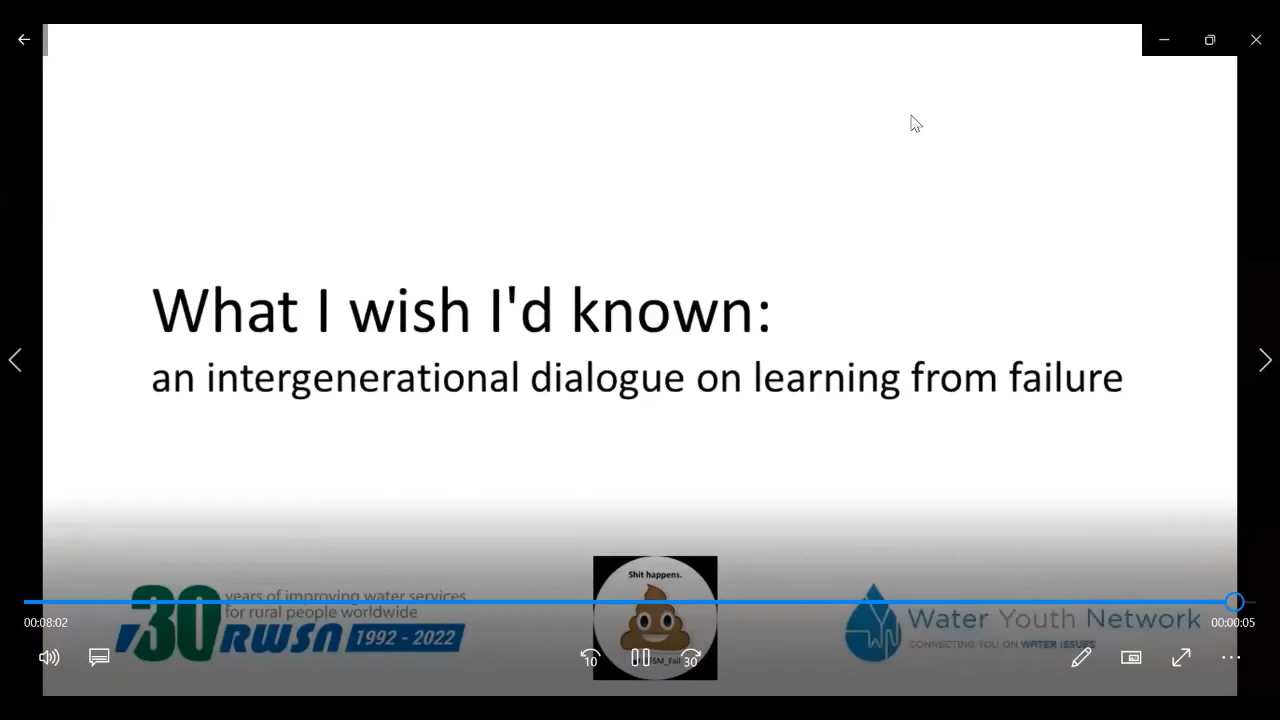 What I wish I'd known:
an intergenerational dialogue on learning from failure
30 years of improving water services
for rural people worldwide
RWSN 1992 - 2022
Shit happens.
Water Youth Network
CONNECTING YOU ON WATER ISSUES
00:08:02
00:00:05
10
30